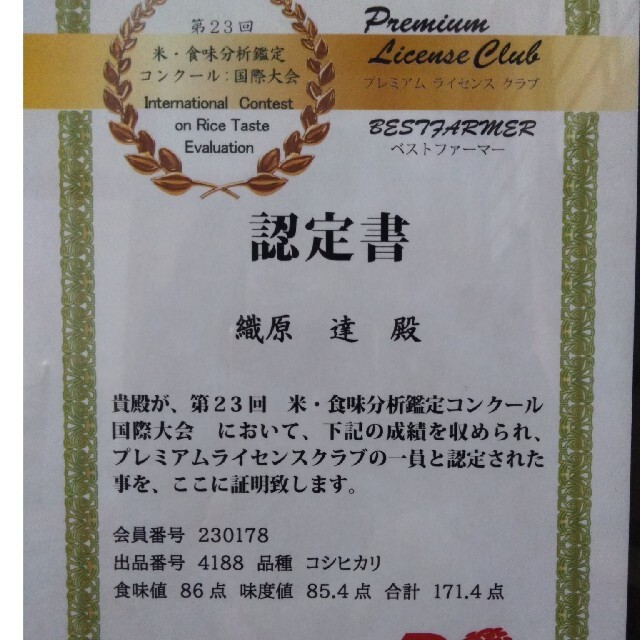 第23回
米・食味分析鑑定
コンクール：国際大会
International Contest
on Rice Taste
Evaluation
Premium
License Club
プレミアム ライセンス クラブ
BESTFARMER
ベストファーマー
認定書
織原 達 殿
貴殿が、第23回 米・食味分析鑑定コンクール
国際大会 において、下記の成績を収められ、
プレミアムライセンスクラブの一員と認定された
事を、ここに証明致します。
会員番号 230178
出品番号 4188 品種 コシヒカリ
食味値 86点 味度値 85.4点 合計 171.4点